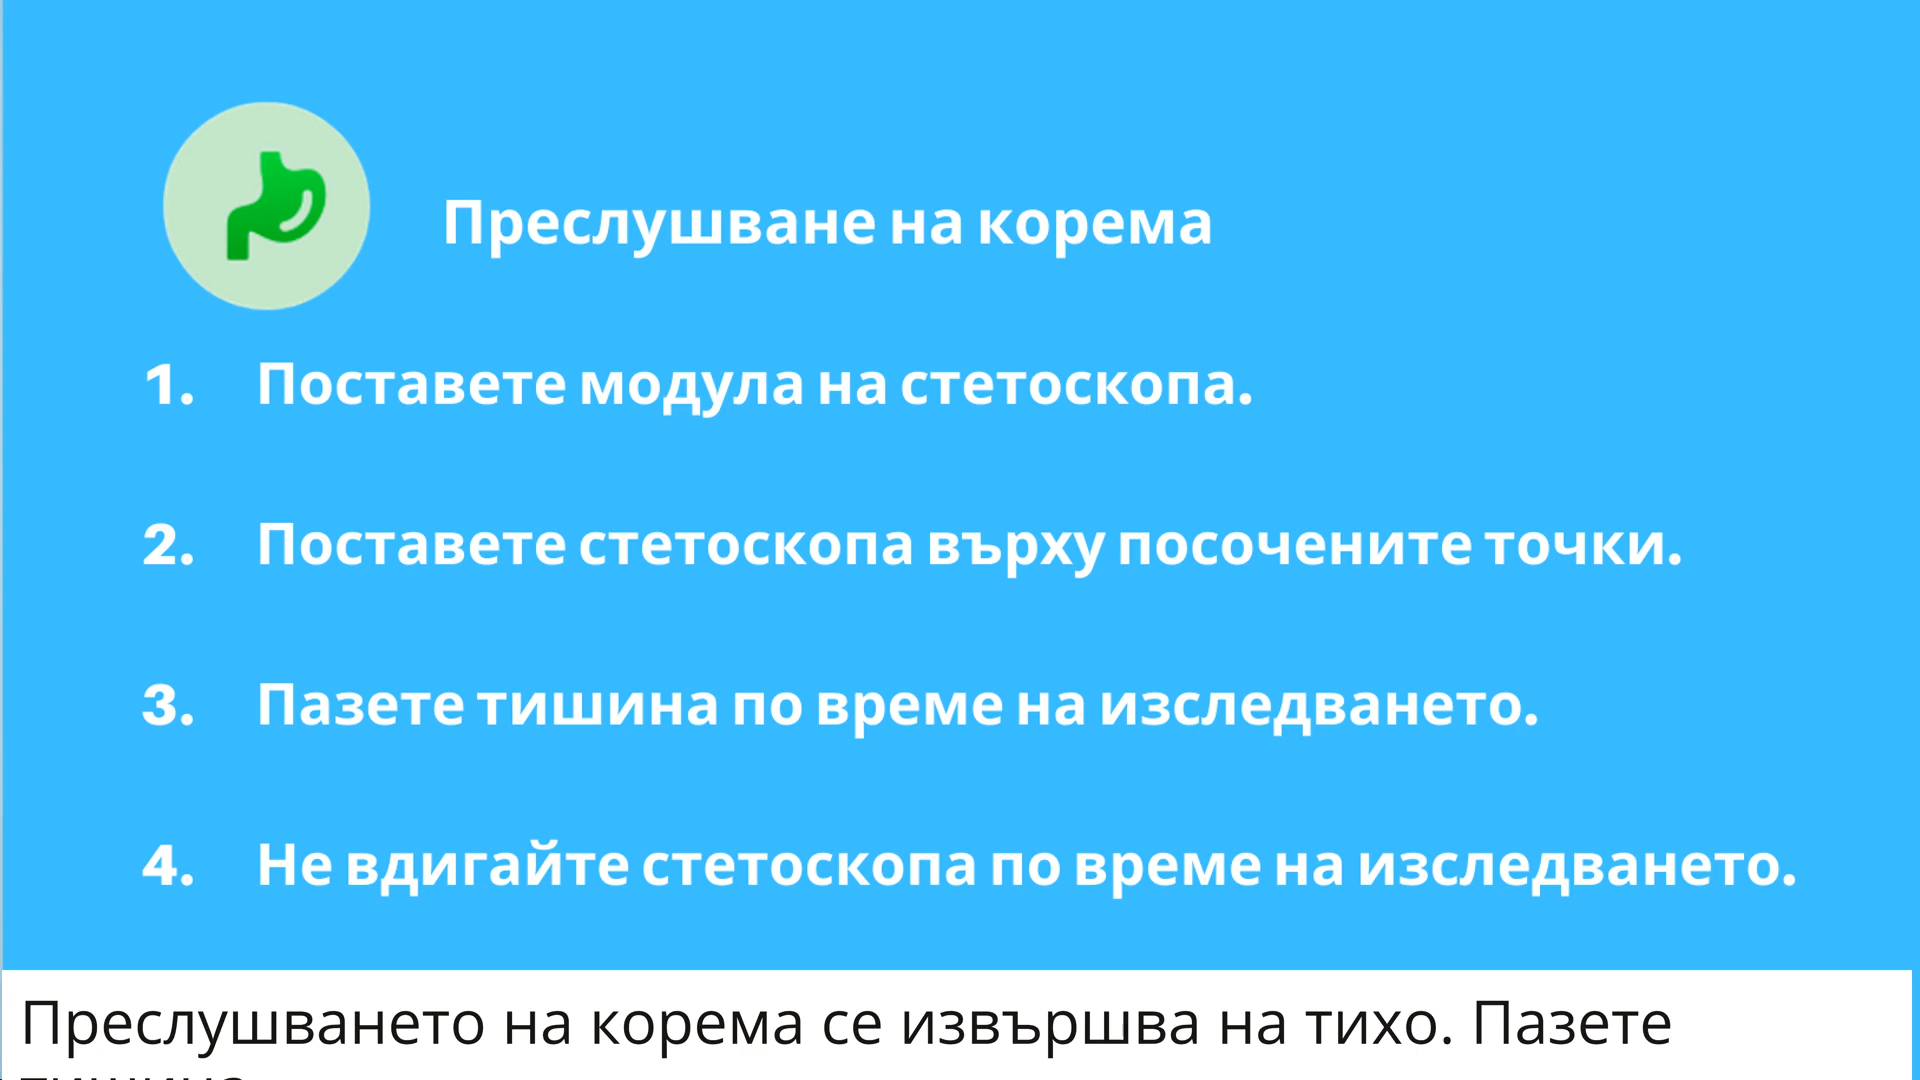 Преслушване на корема
1. Поставете модула на стетоскопа.
2. Поставете стетоскопа върху посочените точки.
3. Пазете тишина по време на изследването.
4. Не вдигайте стетоскопа по време на изследването.
Преслушването на корема се извършва на тихо. Пазете